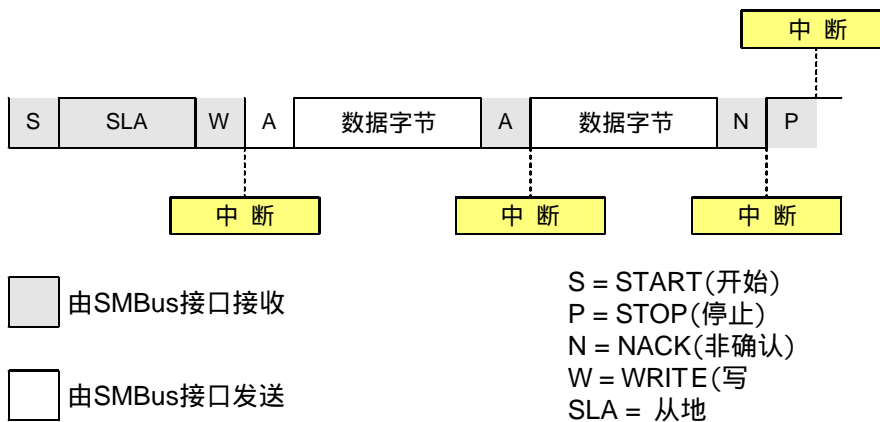 中 断
S SLA W A 数据字节 A 数据字节 N P
中 断 中 断 中 断
由SMBus接口接收
由SMBus接口发送
S = START(开始)
P = STOP(停止)
N = NACK(非确认)
W = WRITE(写
SLA = 从地